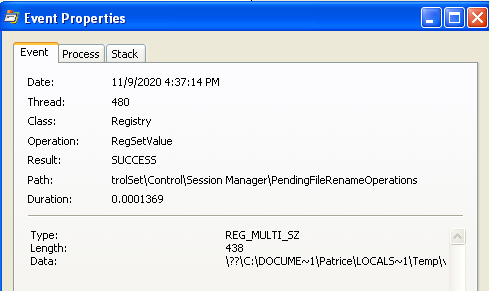 Event Properties
Event Process Stack
Date: 11/9/2020 4:37:14 PM
Thread: 480
Class: Registry
Operation: RegSetValue
Result: SUCCESS
Path: trolSet\Control\Session Manager\PendingFileRenameOperations
Duration: 0.0001369
Type: REG_MULTI_SZ
Length: 438
Data: \??\C:\DOCUME~1\Patrice\LOCALS~1\Temp\